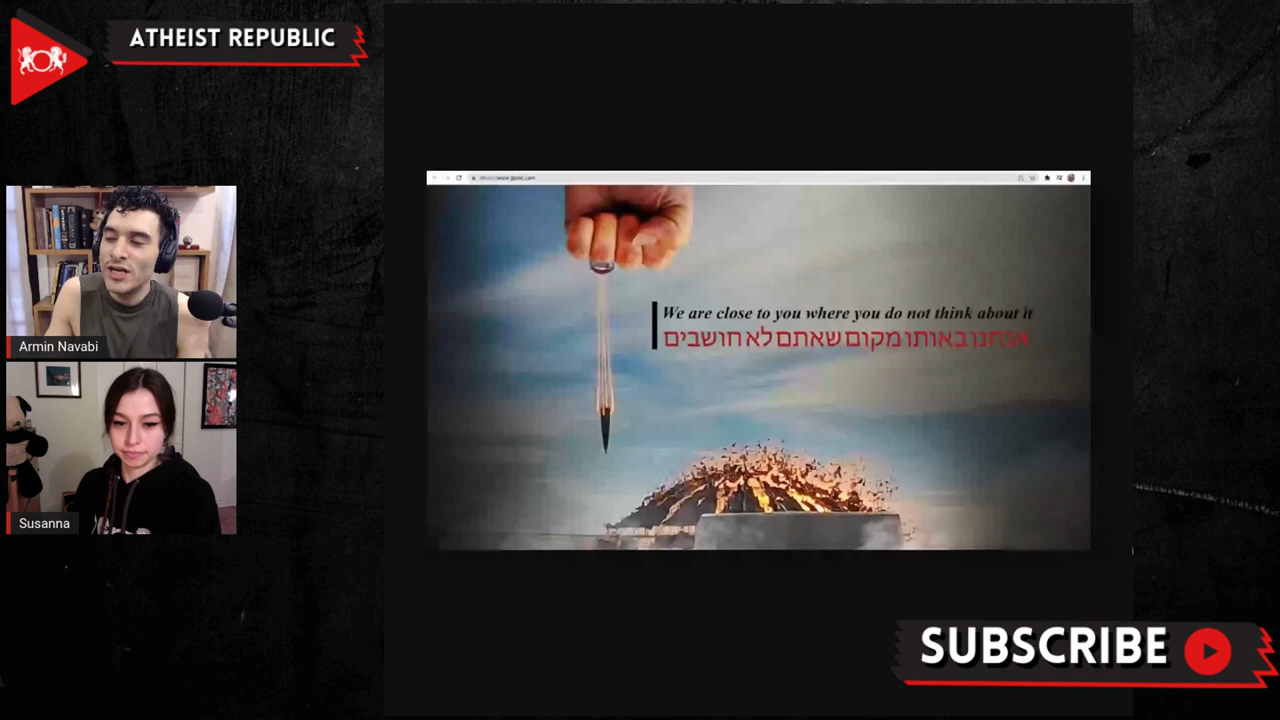 ATHEIST REPUBLIC
Armin Navabi
Susanna
We are close to you where you do not think about it
אנחנו באותו מקום שאתם לא חושבים
SUBSCRIBE